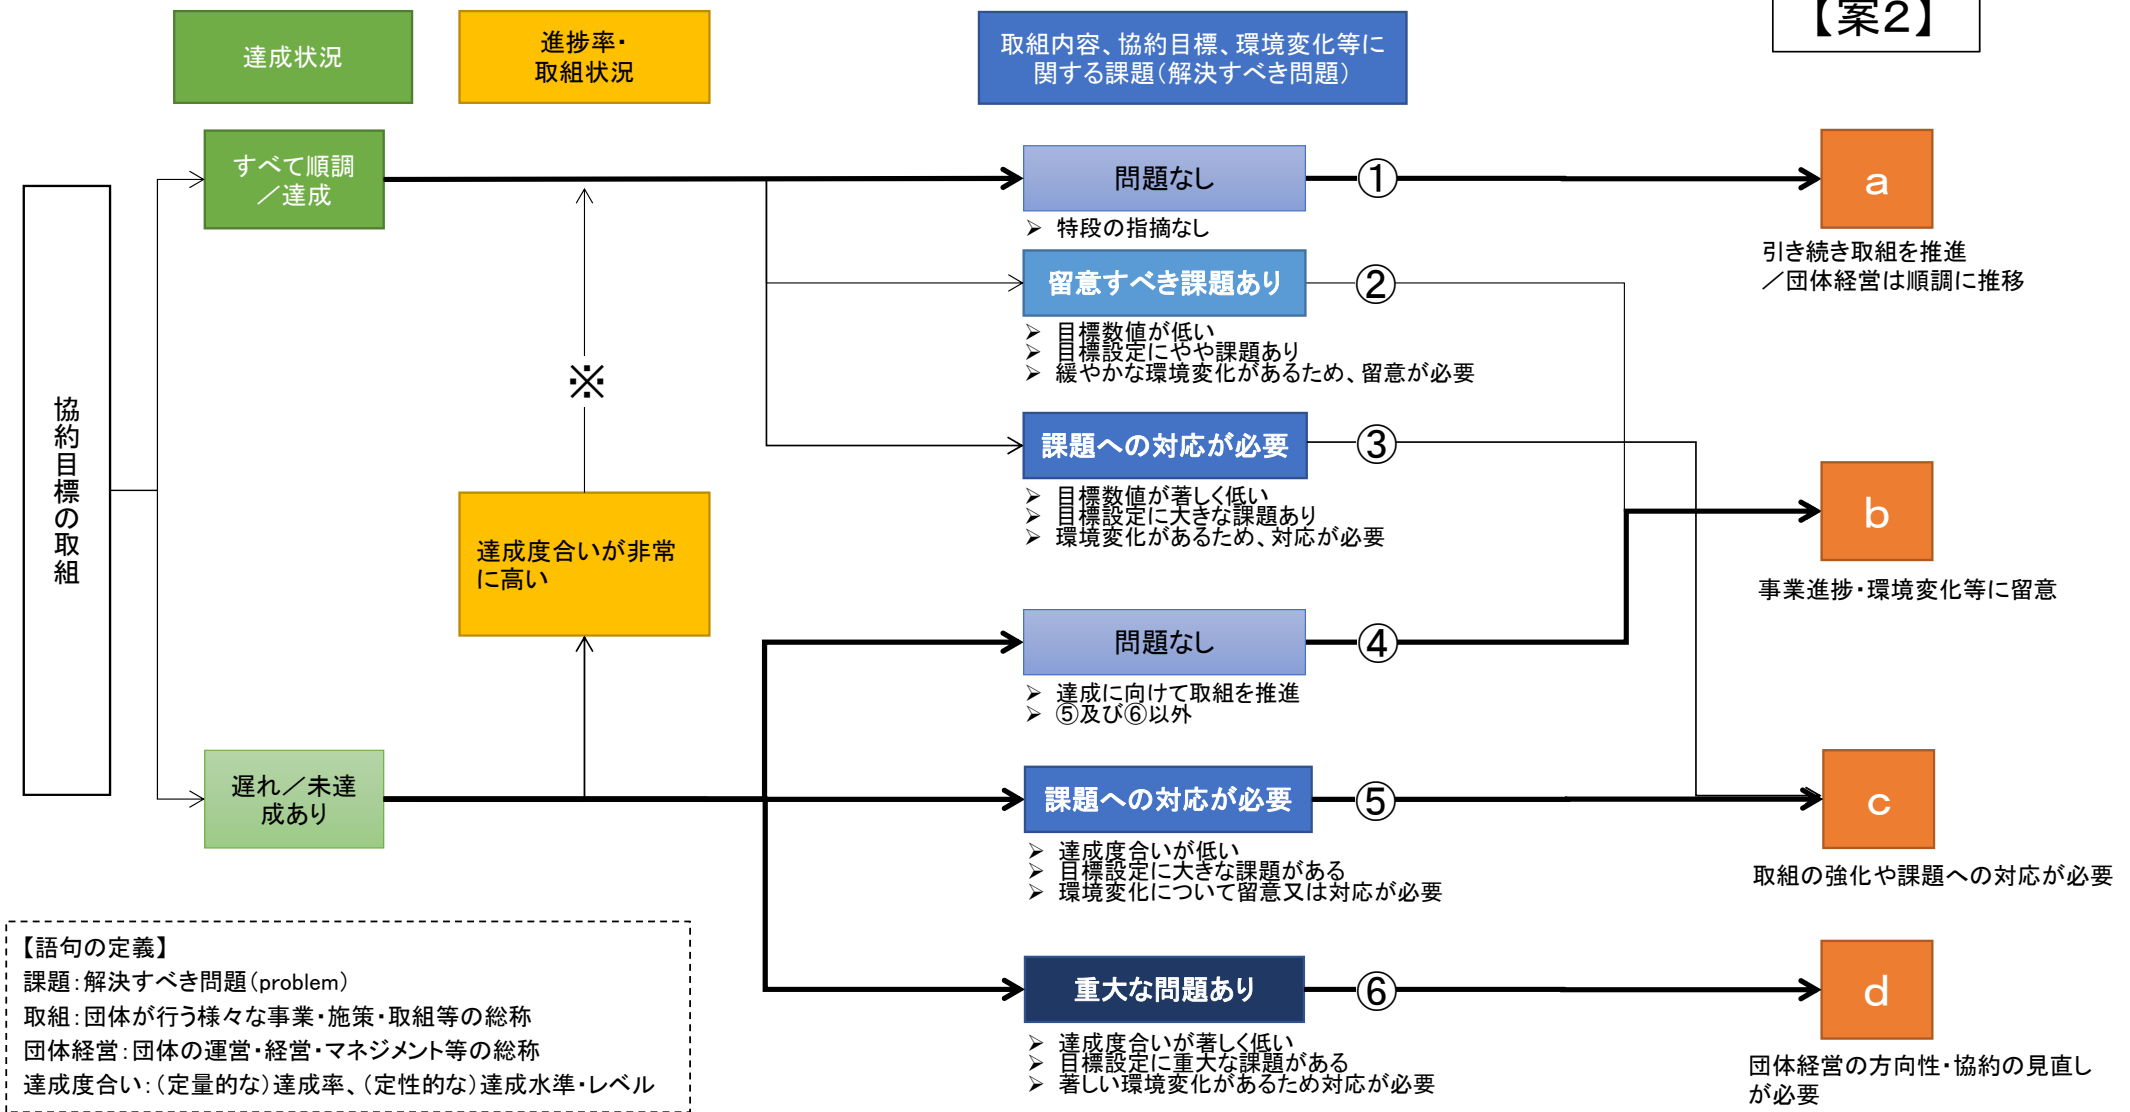 【案2】
達成状況
進捗率・
取組状況
取組内容、協約目標、環境変化等に
関する課題(解決すべき問題)
協約目標の取組
すべて順調
／達成
※
達成度合いが非常
に高い
遅れ／未達
成あり
問題なし
①
➢ 特段の指摘なし
留意すべき課題あり
②
➢ 目標数値が低い
➢ 目標設定にやや課題あり
➢ 緩やかな環境変化があるため、留意が必要
課題への対応が必要
③
➢ 目標数値が著しく低い
➢ 目標設定に大きな課題あり
➢ 環境変化があるため、対応が必要
問題なし
④
➢ 達成に向けて取組を推進
➢ ⑤及び⑥以外
課題への対応が必要
⑤
➢ 達成度合いが低い
➢ 目標設定に大きな課題がある
➢ 環境変化について留意又は対応が必要
重大な問題あり
⑥
➢ 達成度合いが著しく低い
➢ 目標設定に重大な課題がある
➢ 著しい環境変化があるため対応が必要
a
引き続き取組を推進
／団体経営は順調に推移
b
事業進捗・環境変化等に留意
c
取組の強化や課題への対応が必要
d
団体経営の方向性・協約の見直し
が必要
【語句の定義】
課題：解決すべき問題(problem)
取組：団体が行う様々な事業・施策・取組等の総称
団体経営：団体の運営・経営・マネジメント等の総称
達成度合い：(定量的な)達成率、(定性的な)達成水準・レベル